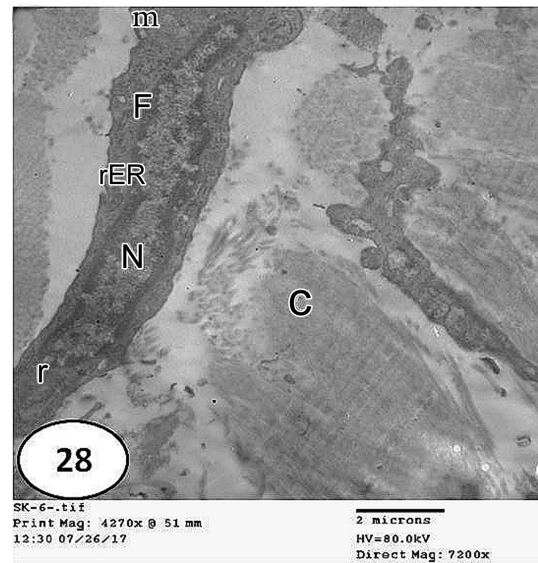 m
F
rER
N
C
r
28
SK-6-.tif
Print Mag: 4270x @ 51 mm
12:30 07/26/17
2 microns
HV=80.0kV
Direct Mag: 7200x